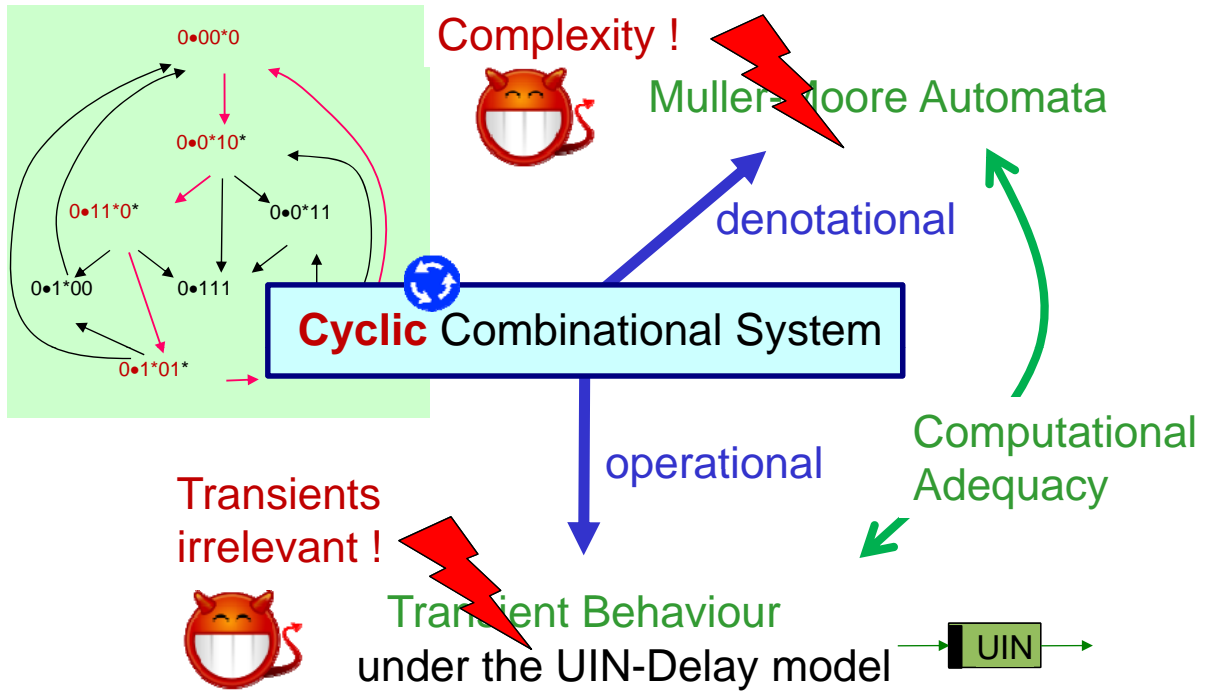 0●00*0
0●0*10*
0●11*0*
0●0*11
0●1*00
0●111
0●1*01*
Complexity !
Muller-Moore Automata
denotational
Cyclic Combinational System
operational
Computational
Adequacy
Transients
irrelevant !
Transient Behaviour
under the UIN-Delay model
UIN